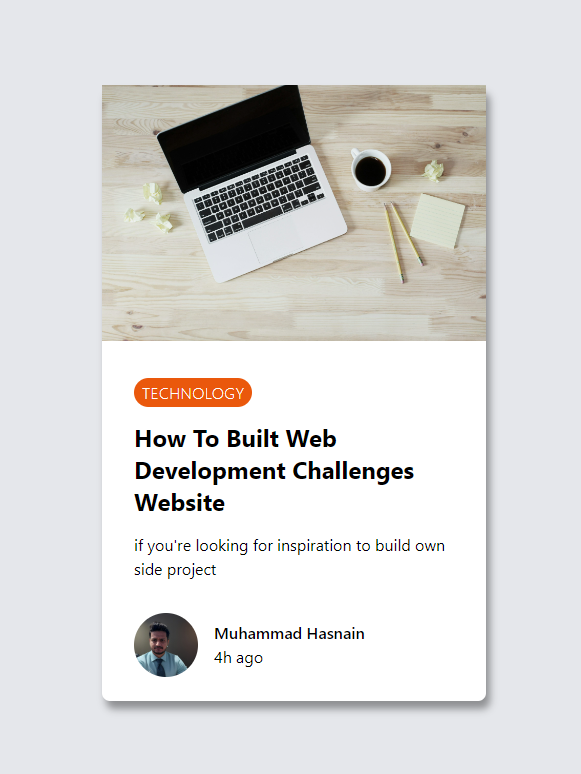 TECHNOLOGY
How To Built Web
Development Challenges
Website
if you're looking for inspiration to build own
side project
Muhammad Hasnain
4h ago